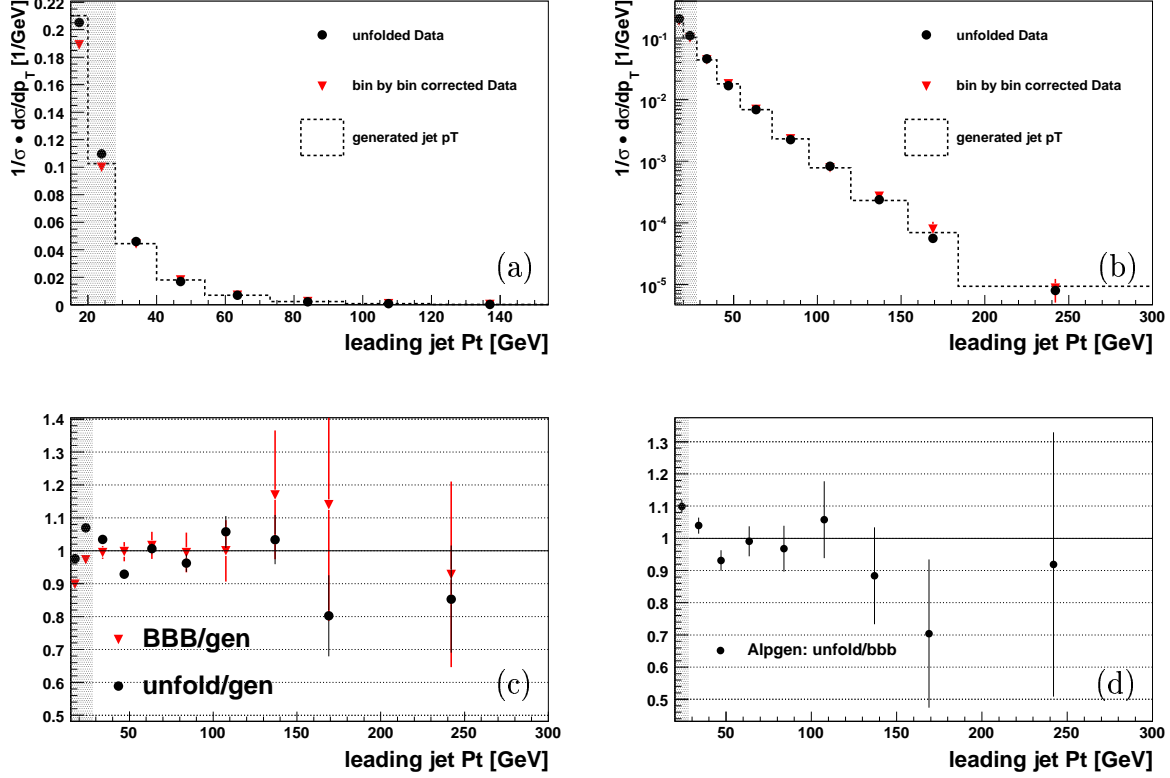 1/σ • dσ/dp_T [1/GeV]
0.22
0.2
0.18
0.16
0.14
0.12
0.1
0.08
0.06
0.04
0.02
0
unfolded Data
bin by bin corrected Data
generated jet pT
(a)
20 40 60 80 100 120 140
leading jet Pt [GeV]
1/σ • dσ/dp_T [1/GeV]
10^-1
10^-2
10^-3
10^-4
10^-5
unfolded Data
bin by bin corrected Data
generated jet pT
(b)
50 100 150 200 250 300
leading jet Pt [GeV]
1.4
1.3
1.2
1.1
1
0.9
0.8
0.7
0.6
0.5
BBB/gen
unfold/gen
(c)
50 100 150 200 250 300
leading jet Pt [GeV]
1.3
1.2
1.1
1
0.9
0.8
0.7
0.6
0.5
Alpgen: unfold/bbb
(d)
50 100 150 200 250 300
leading jet Pt [GeV]